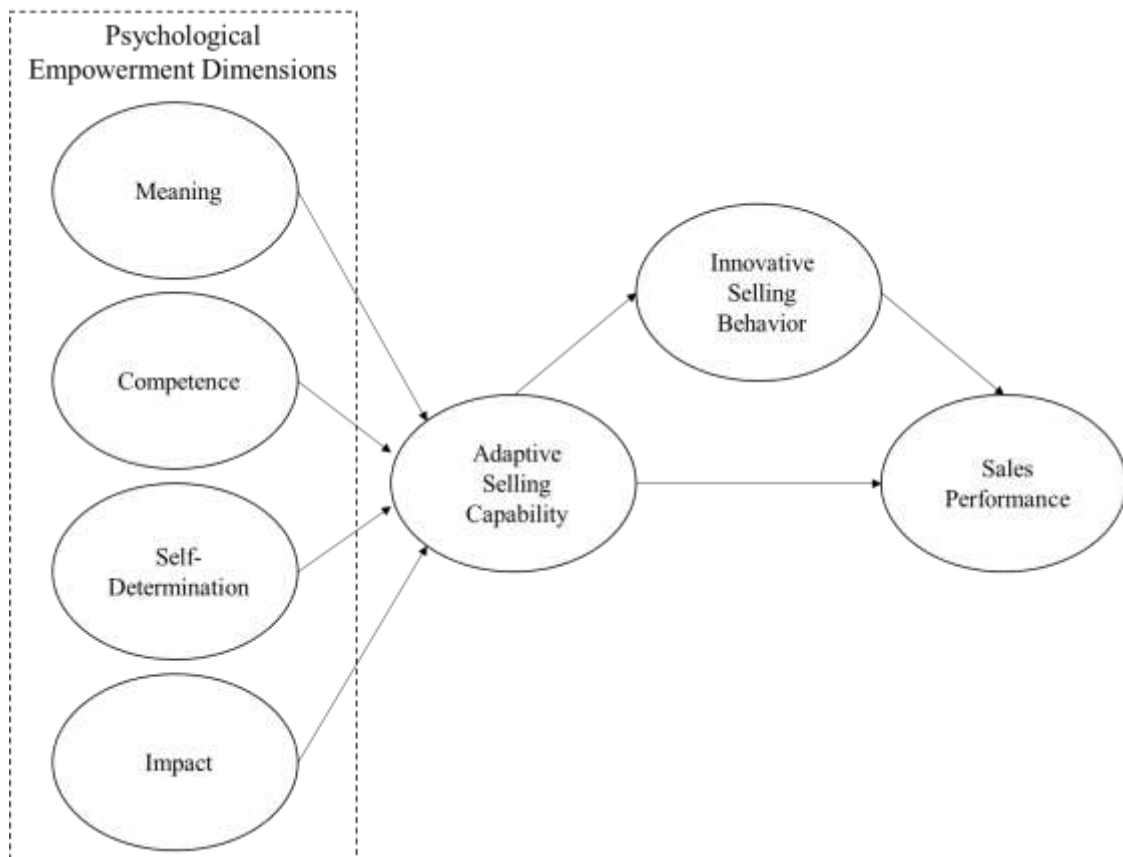 Psychological
Empowerment Dimensions
Meaning
Competence
Self-
Determination
Impact
Adaptive
Selling
Capability
Innovative
Selling
Behavior
Sales
Performance